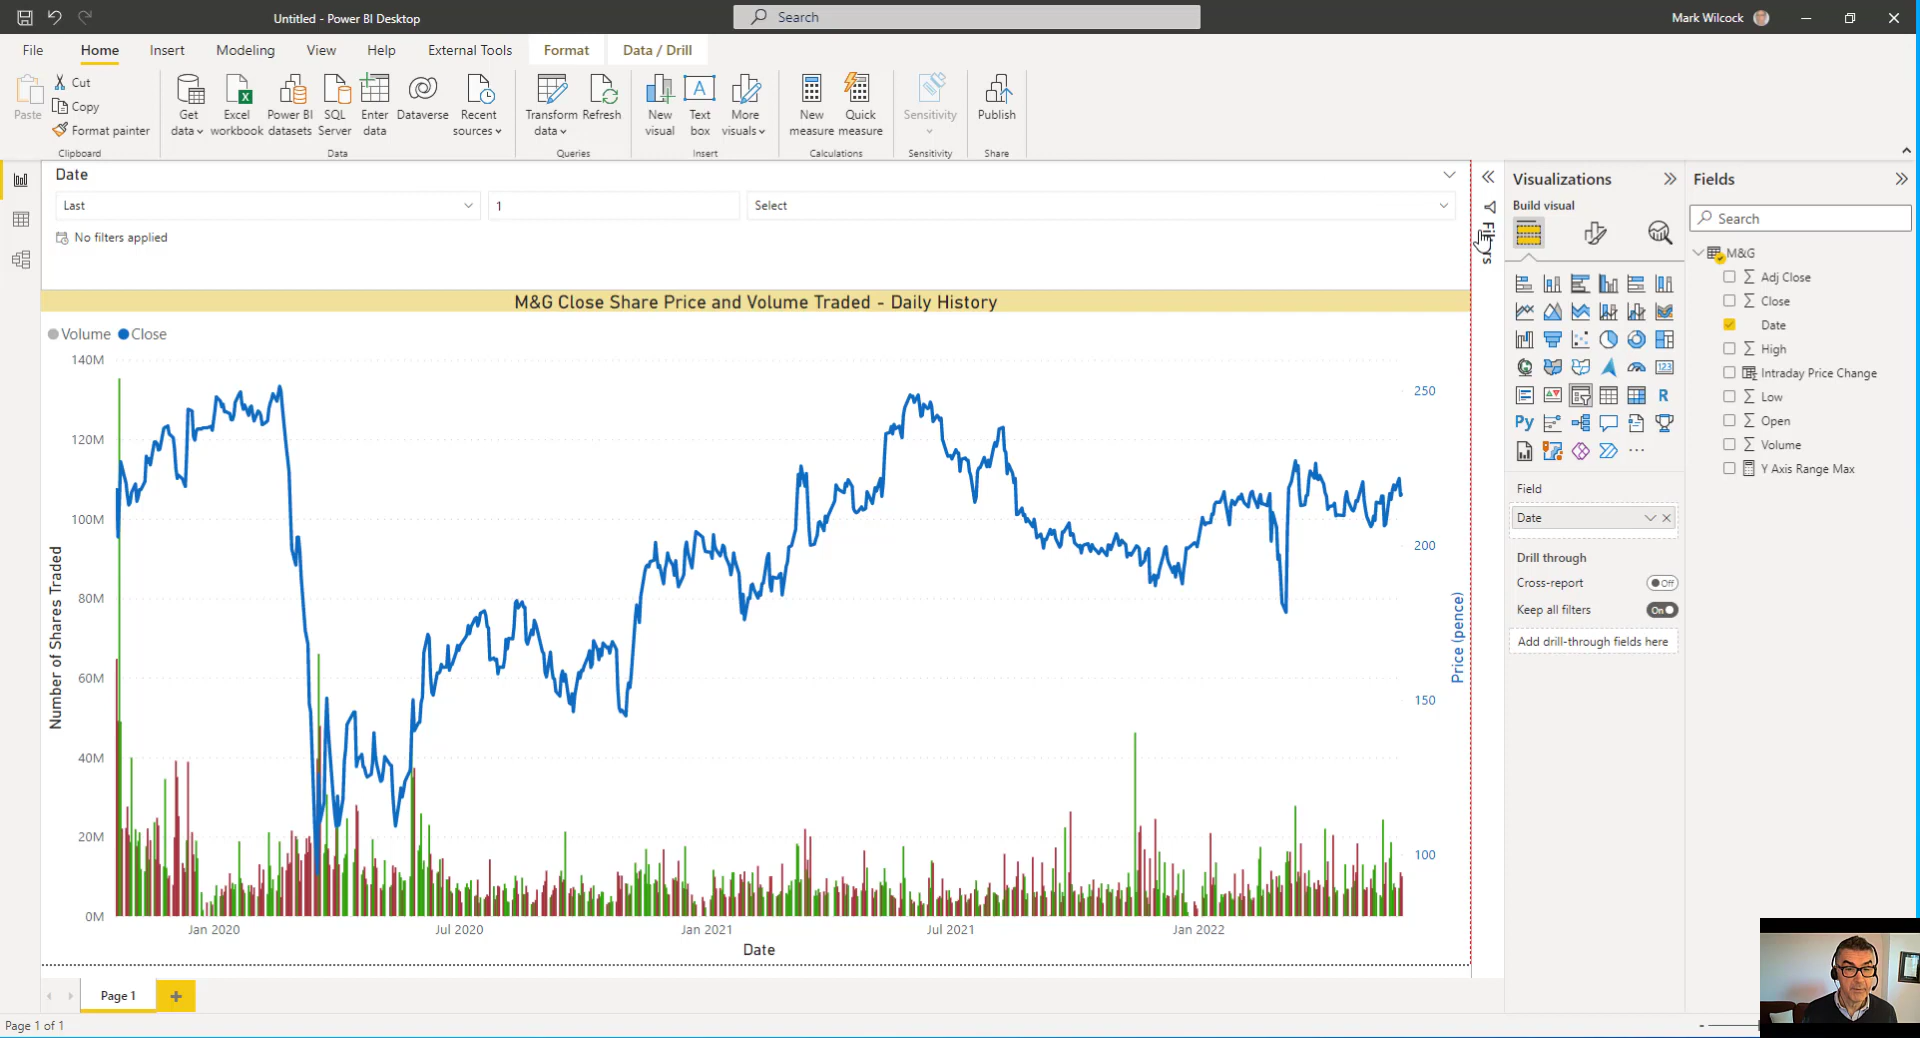 Untitled - Power BI Desktop
Search
Mark Wilcock
File Home Insert Modeling View Help External Tools Format Data / Drill
Paste
Cut
Copy
Format painter
Clipboard
Get data
Excel workbook
Power BI datasets
SQL Server
Enter data
Dataverse
Recent sources
Data
Transform data
Refresh
Queries
New visual
Text box
More visuals
Insert
New measure
Quick measure
Calculations
Sensitivity
Sensitivity
Publish
Share
Date
Last 1 Select
No filters applied
M&G Close Share Price and Volume Traded - Daily History
Volume Close
Number of Shares Traded
140M
120M
100M
80M
60M
40M
20M
0M
250
200
150
100
Price (pence)
Jan 2020 Jul 2020 Jan 2021 Jul 2021 Jan 2022
Date
Filters
Visualizations
Build visual
123
R
Py
Field
Date
Drill through
Cross-report Off
Keep all filters On
Add drill-through fields here
Fields
Search
M&G
Adj Close
Close
Date
High
Intraday Price Change
Low
Open
Volume
Y Axis Range Max
Page 1
Page 1 of 1